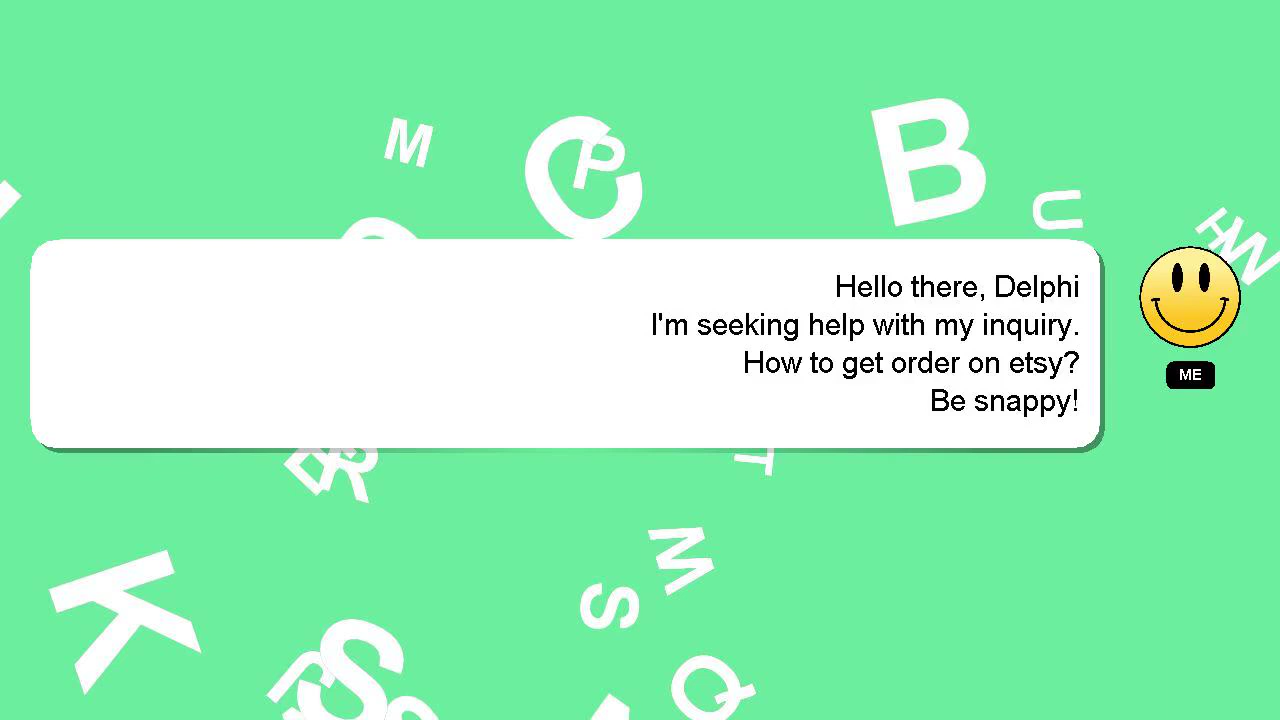 M
C
P
B
U
H
W
Hello there, Delphi
I'm seeking help with my inquiry.
How to get order on etsy?
Be snappy!
ME
R
T
K
M
S
S
Q